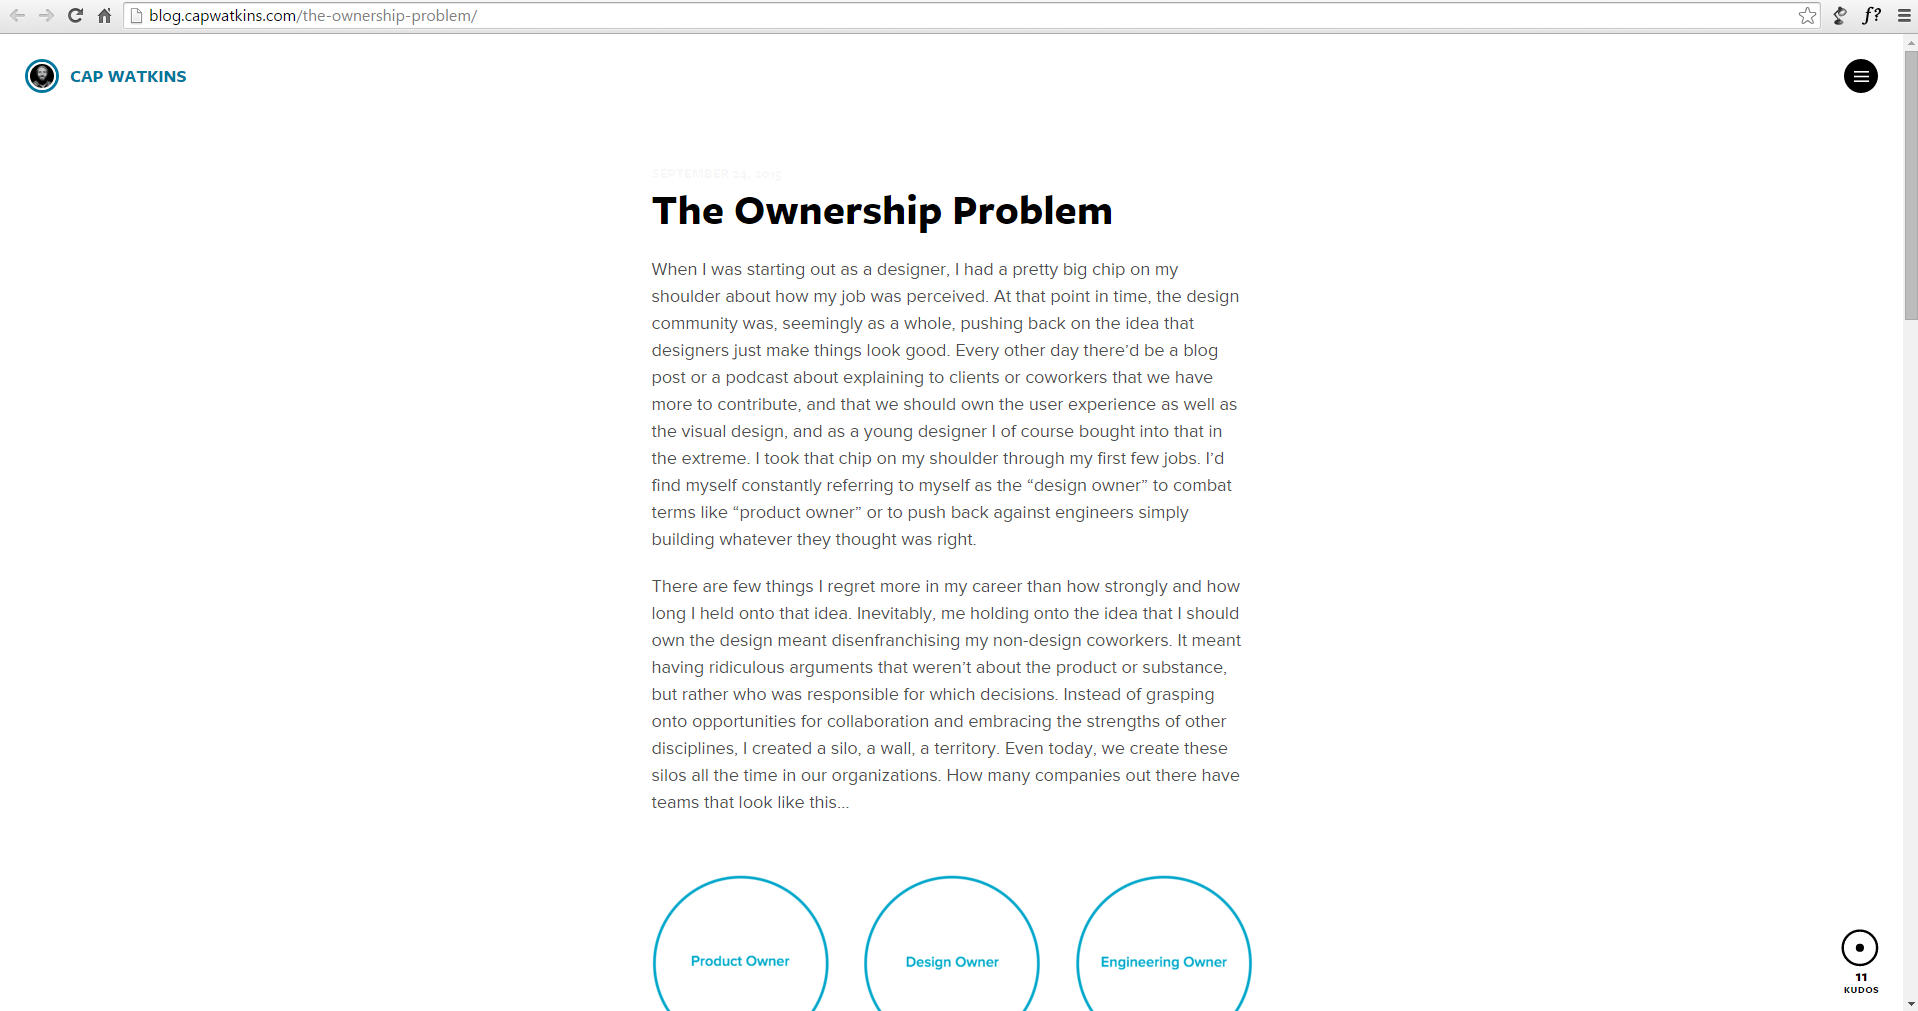 blog.capwatkins.com/the-ownership-problem/
f?
CAP WATKINS
SEPTEMBER 24, 2015
The Ownership Problem
When I was starting out as a designer, I had a pretty big chip on my
shoulder about how my job was perceived. At that point in time, the design
community was, seemingly as a whole, pushing back on the idea that
designers just make things look good. Every other day there’d be a blog
post or a podcast about explaining to clients or coworkers that we have
more to contribute, and that we should own the user experience as well as
the visual design, and as a young designer I of course bought into that in
the extreme. I took that chip on my shoulder through my first few jobs. I’d
find myself constantly referring to myself as the “design owner” to combat
terms like “product owner” or to push back against engineers simply
building whatever they thought was right.
There are few things I regret more in my career than how strongly and how
long I held onto that idea. Inevitably, me holding onto the idea that I should
own the design meant disenfranchising my non-design coworkers. It meant
having ridiculous arguments that weren’t about the product or substance,
but rather who was responsible for which decisions. Instead of grasping
onto opportunities for collaboration and embracing the strengths of other
disciplines, I created a silo, a wall, a territory. Even today, we create these
silos all the time in our organizations. How many companies out there have
teams that look like this...
Product Owner
Design Owner
Engineering Owner
11
KUDOS